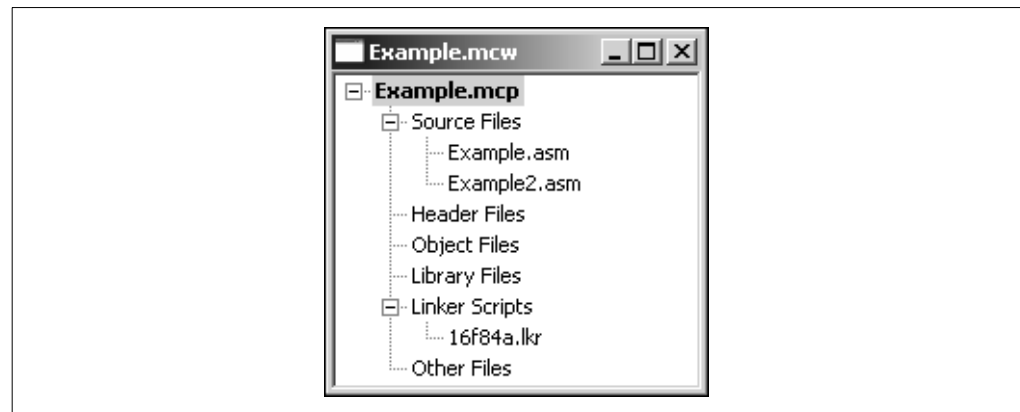 Example.mcw
Example.mcp
Source Files
Example.asm
Example2.asm
Header Files
Object Files
Library Files
Linker Scripts
16f84a.lkr
Other Files